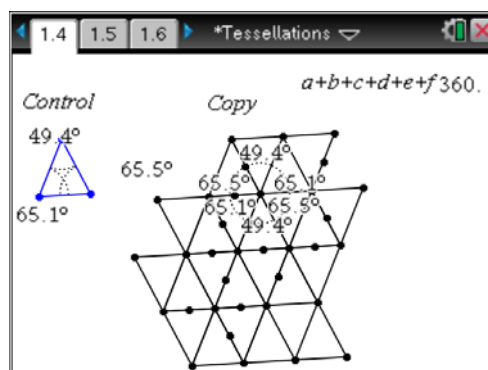 1.4 1.5 1.6 *Tessellations
a+b+c+d+e+f 360.
Control Copy
49.4°
65.5°
65.1°
49.4°
65.5° 65.1°
65.1° 65.5°
49.4°